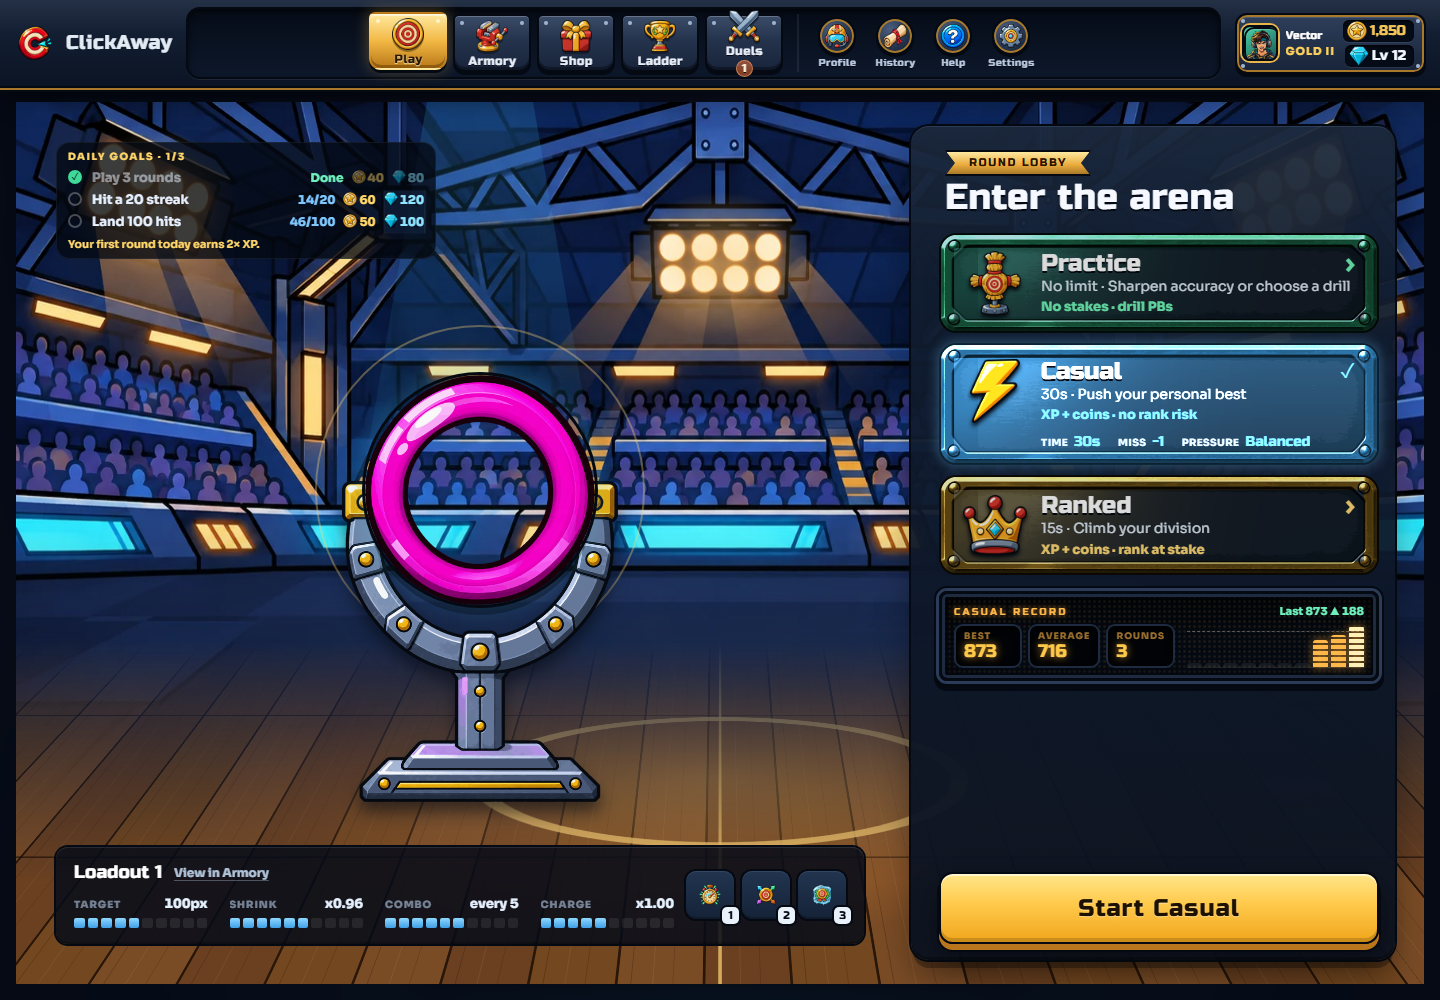 ClickAway
Play
Armory
Shop
Ladder
Duels
1
Profile
History
Help
Settings
Vector
GOLD II
1,850
Lv 12
DAILY GOALS · 1/3
Play 3 rounds Done 40 80
Hit a 20 streak 14/20 60 120
Land 100 hits 46/100 50 100
Your first round today earns 2× XP.
ROUND LOBBY
Enter the arena
Practice
No limit · Sharpen accuracy or choose a drill
No stakes · drill PBs
Casual
30s · Push your personal best
XP + coins · no rank risk
TIME 30s MISS −1 PRESSURE Balanced
Ranked
15s · Climb your division
XP + coins · rank at stake
CASUAL RECORD Last 873 ▲ 188
BEST AVERAGE ROUNDS
873 716 3
Loadout 1 View in Armory
TARGET 100px SHRINK x0.96 COMBO every 5 CHARGE x1.00
1 2 3
Start Casual